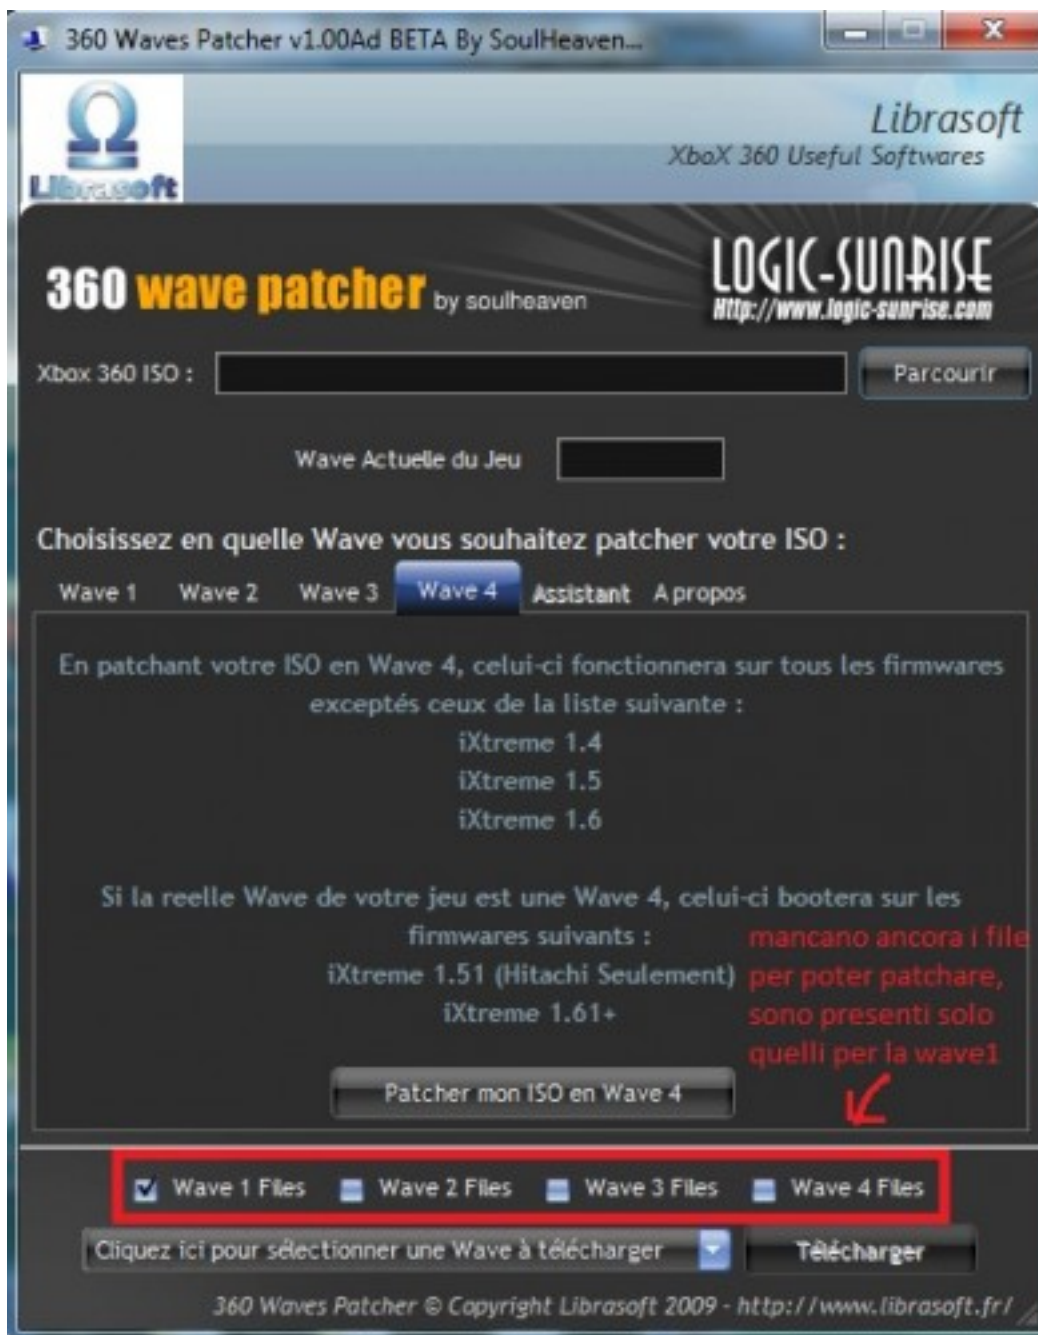 360 Waves Patcher v1.00Ad BETA By SoulHeaven...
Librasoft
Librasoft
XboX 360 Useful Softwares
360 wave patcher by soulheaven
LOGIC-SUNRISE
Http://www.logic-sunrise.com
Xbox 360 ISO :
Parcourir
Wave Actuelle du Jeu
Choisissez en quelle Wave vous souhaitez patcher votre ISO :
Wave 1 Wave 2 Wave 3 Wave 4 Assistant A propos
En patchant votre ISO en Wave 4, celui-ci fonctionnera sur tous les firmwares
exceptés ceux de la liste suivante :
iXtreme 1.4
iXtreme 1.5
iXtreme 1.6
Si la reelle Wave de votre jeu est une Wave 4, celui-ci bootera sur les
firmwares suivants :
iXtreme 1.51 (Hitachi Seulement)
iXtreme 1.61+
mancano ancora i file
per poter patchare,
sono presenti solo
quelli per la wave1
Patcher mon ISO en Wave 4
Wave 1 Files Wave 2 Files Wave 3 Files Wave 4 Files
Cliquez ici pour sélectionner une Wave à télécharger
Télécharger
360 Waves Patcher © Copyright Librasoft 2009 - http://www.librasoft.fr/